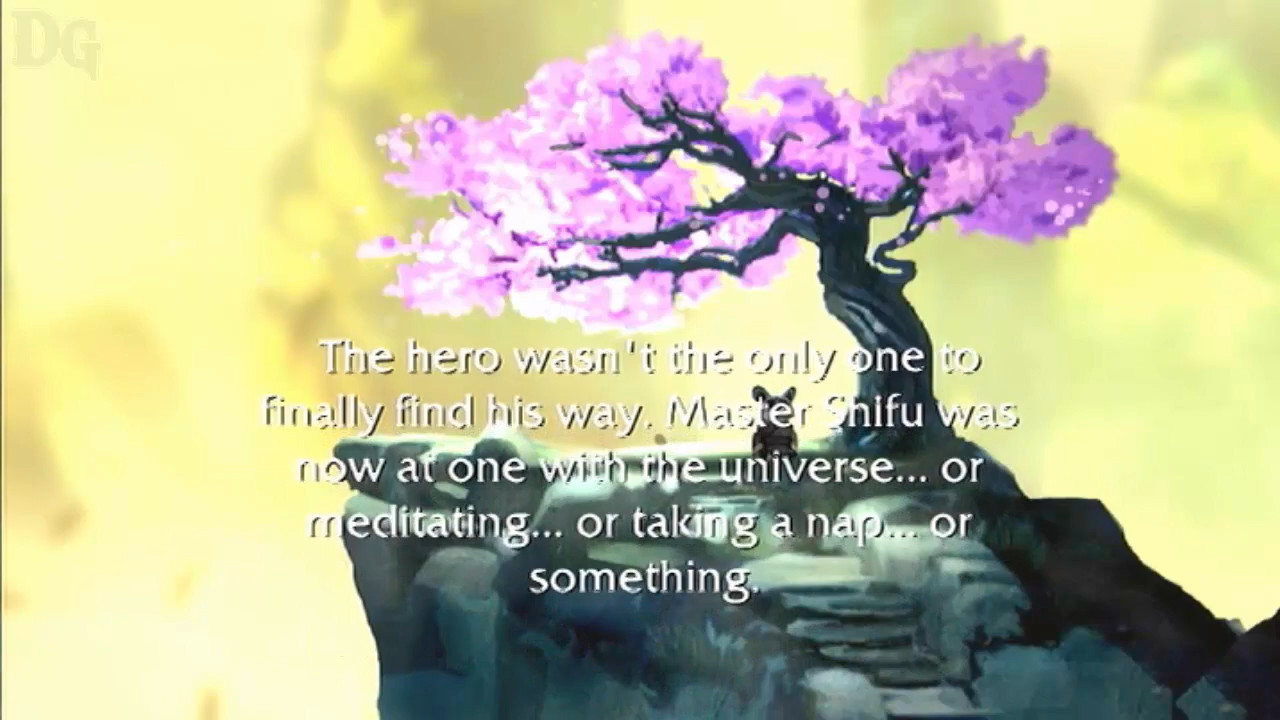 DG
The hero wasn't the only one to
finally find his way. Master Shifu was
now at one with the universe... or
meditating... or taking a nap... or
something.